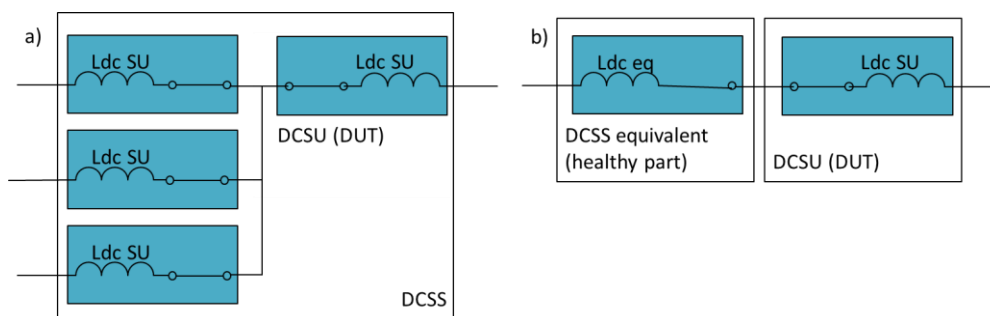 a)
Ldc SU
Ldc SU
DCSU (DUT)
Ldc SU
Ldc SU
DCSS
b)
Ldc eq
DCSS equivalent
(healthy part)
Ldc SU
DCSU (DUT)